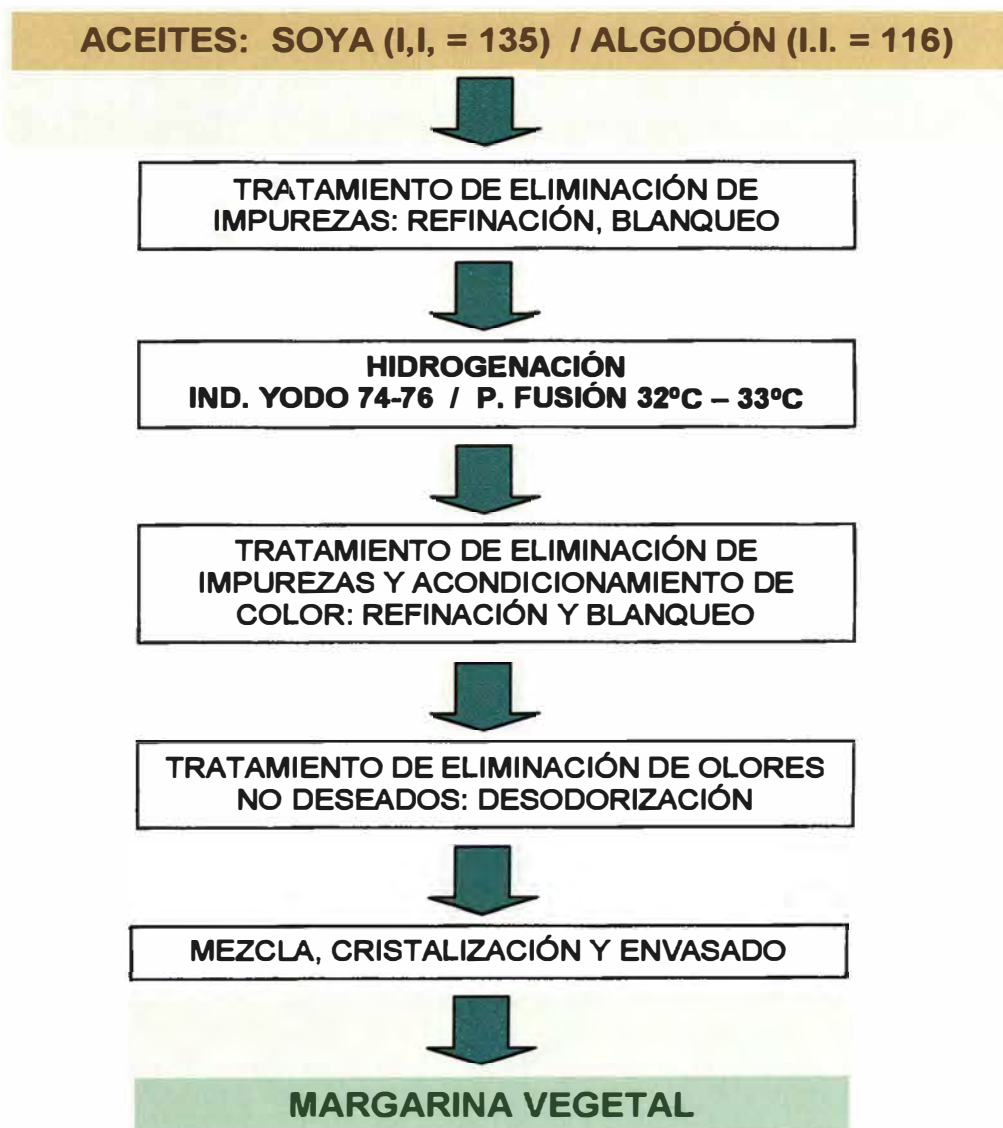 ACEITES: SOYA (I,I, = 135) / ALGODÓN (I.I. = 116)
TRATAMIENTO DE ELIMINACIÓN DE
IMPUREZAS: REFINACIÓN, BLANQUEO
HIDROGENACIÓN
IND. YODO 74-76 / P. FUSIÓN 32ºC – 33ºC
TRATAMIENTO DE ELIMINACIÓN DE
IMPUREZAS Y ACONDICIONAMIENTO DE
COLOR: REFINACIÓN Y BLANQUEO
TRATAMIENTO DE ELIMINACIÓN DE OLORES
NO DESEADOS: DESODORIZACIÓN
MEZCLA, CRISTALIZACIÓN Y ENVASADO
MARGARINA VEGETAL